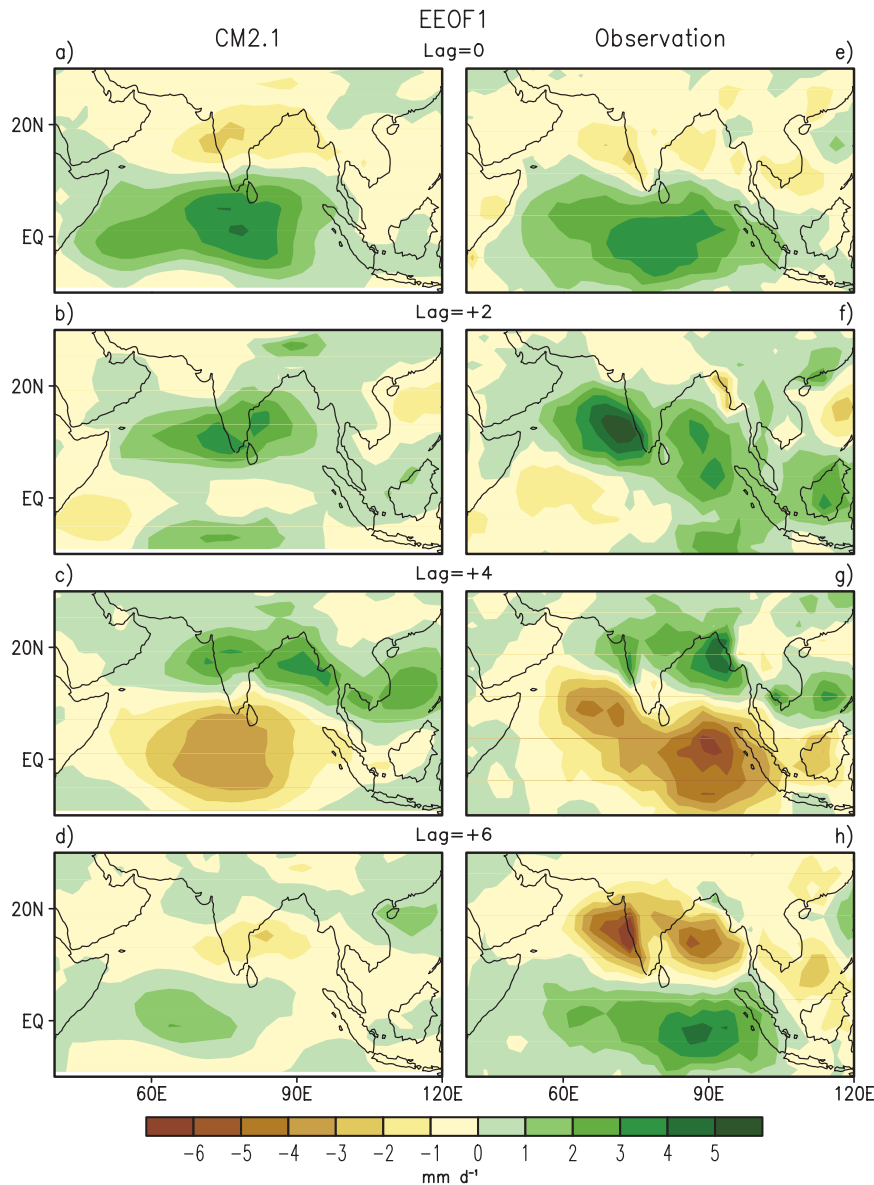 EEOF1
CM2.1 Observation
a) Lag=0 e)
20N
EQ
b) Lag=+2 f)
20N
EQ
c) Lag=+4 g)
20N
EQ
d) Lag=+6 h)
20N
EQ
60E 90E 120E 60E 90E 120E
-6 -5 -4 -3 -2 -1 0 1 2 3 4 5
mm d⁻¹